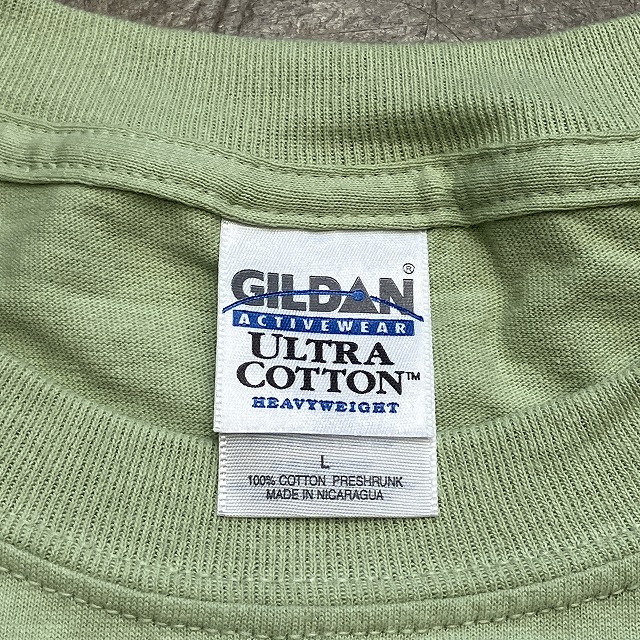 GILDAN®
ACTIVEWEAR
ULTRA
COTTON™
HEAVYWEIGHT
L
100% COTTON PRESHRUNK
MADE IN NICARAGUA